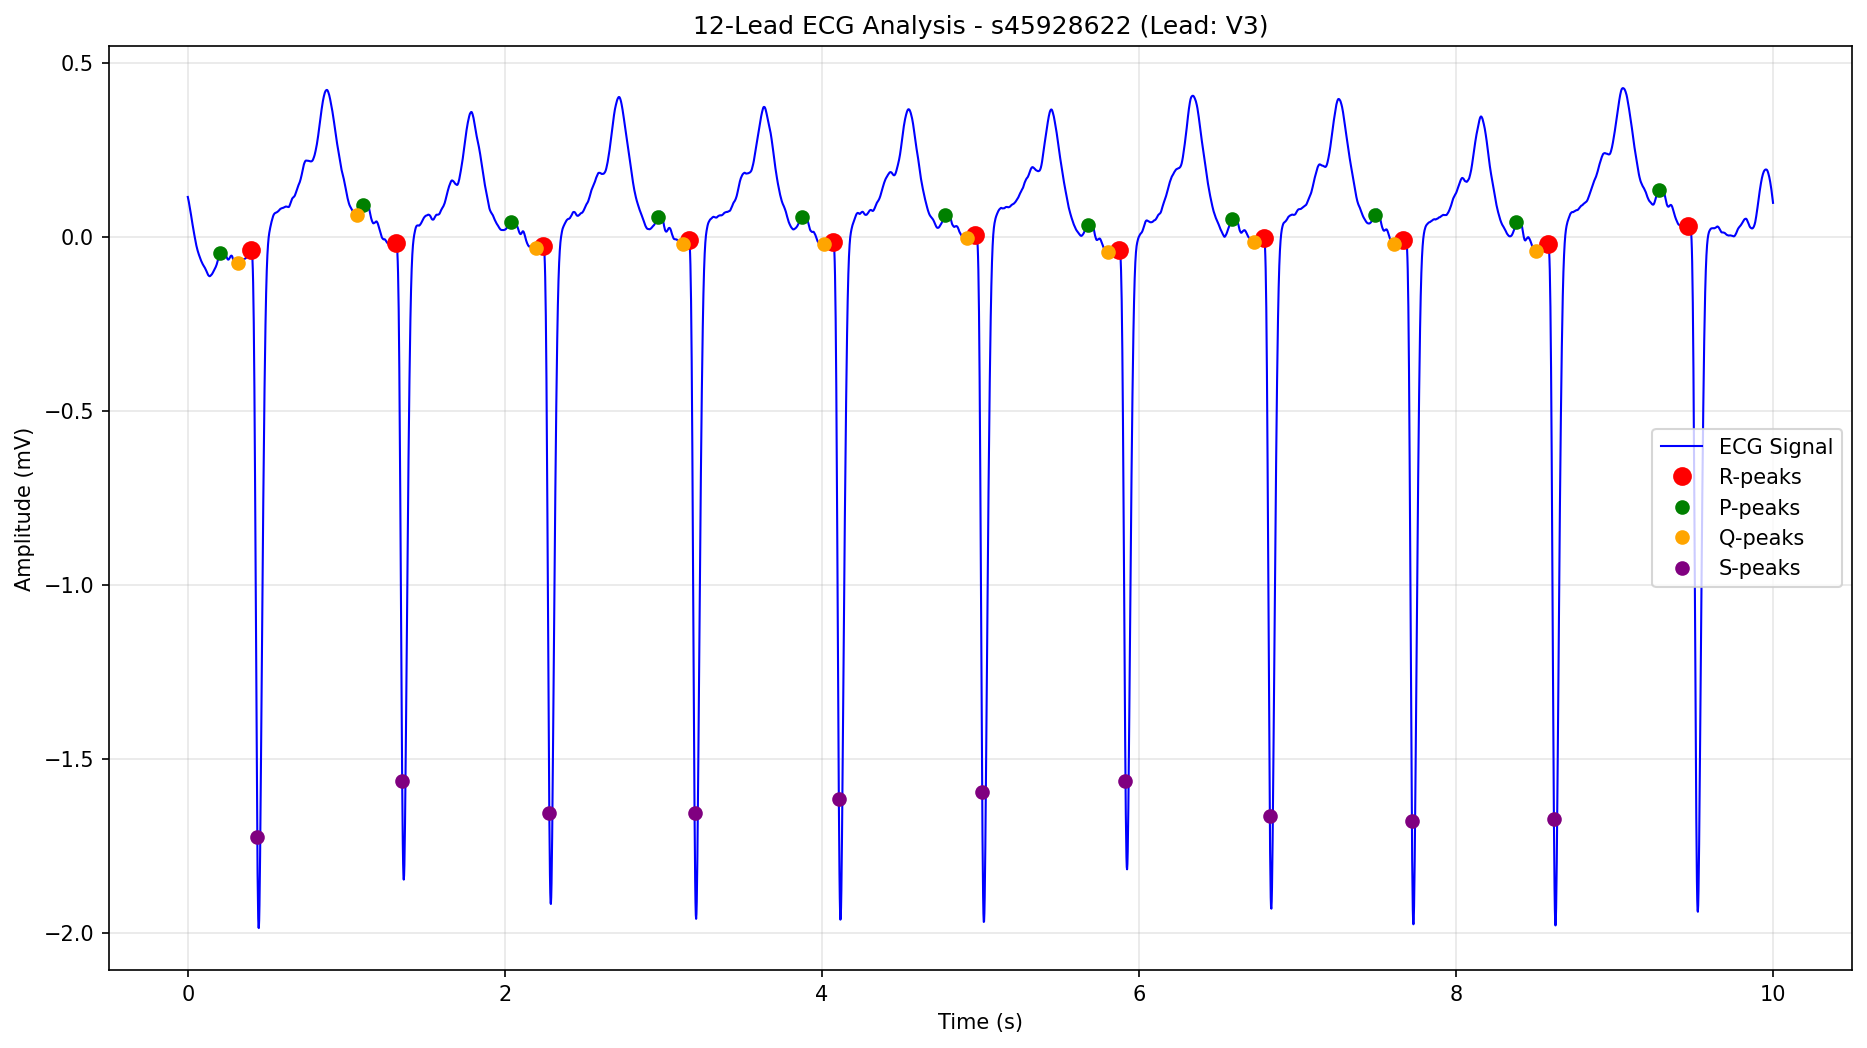 12-Lead ECG Analysis - s45928622 (Lead: V3)
Amplitude (mV)
0.5
0.0
−0.5
−1.0
−1.5
−2.0
ECG Signal
R-peaks
P-peaks
Q-peaks
S-peaks
0 2 4 6 8 10
Time (s)